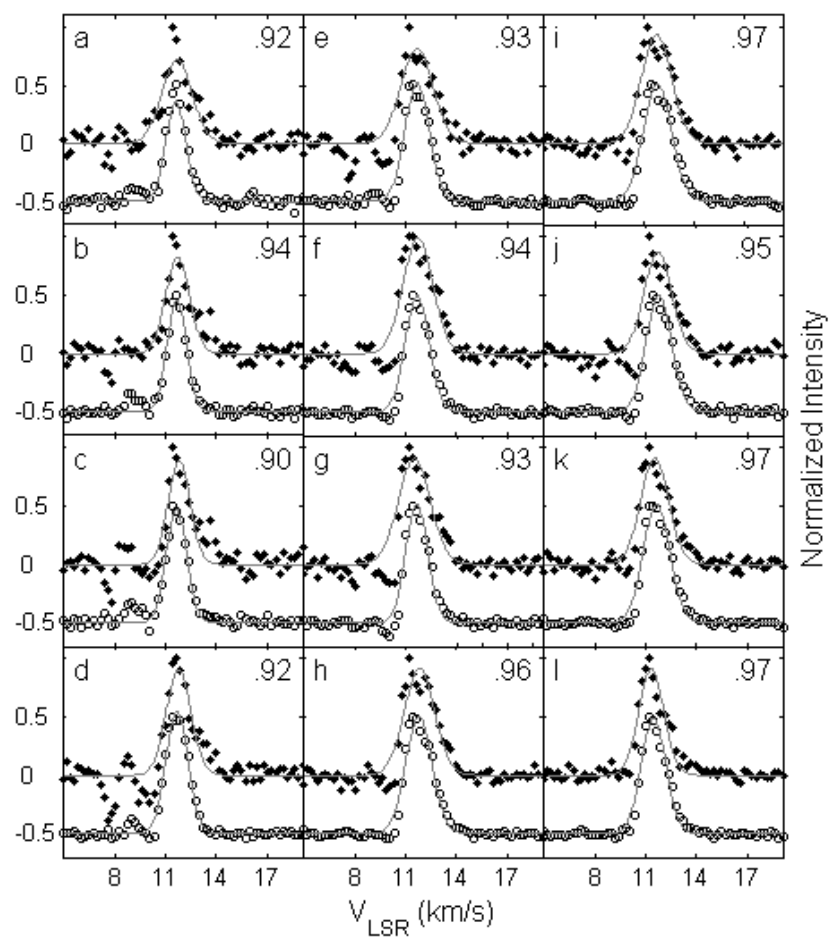 a .92 e .93 i .97
0.5
0
-0.5
b .94 f .94 j .95
0.5
0
-0.5
c .90 g .93 k .97
0.5
0
-0.5
d .92 h .96 l .97
0.5
0
-0.5
8 11 14 17 8 11 14 17 8 11 14 17
V_LSR (km/s)
Normalized Intensity